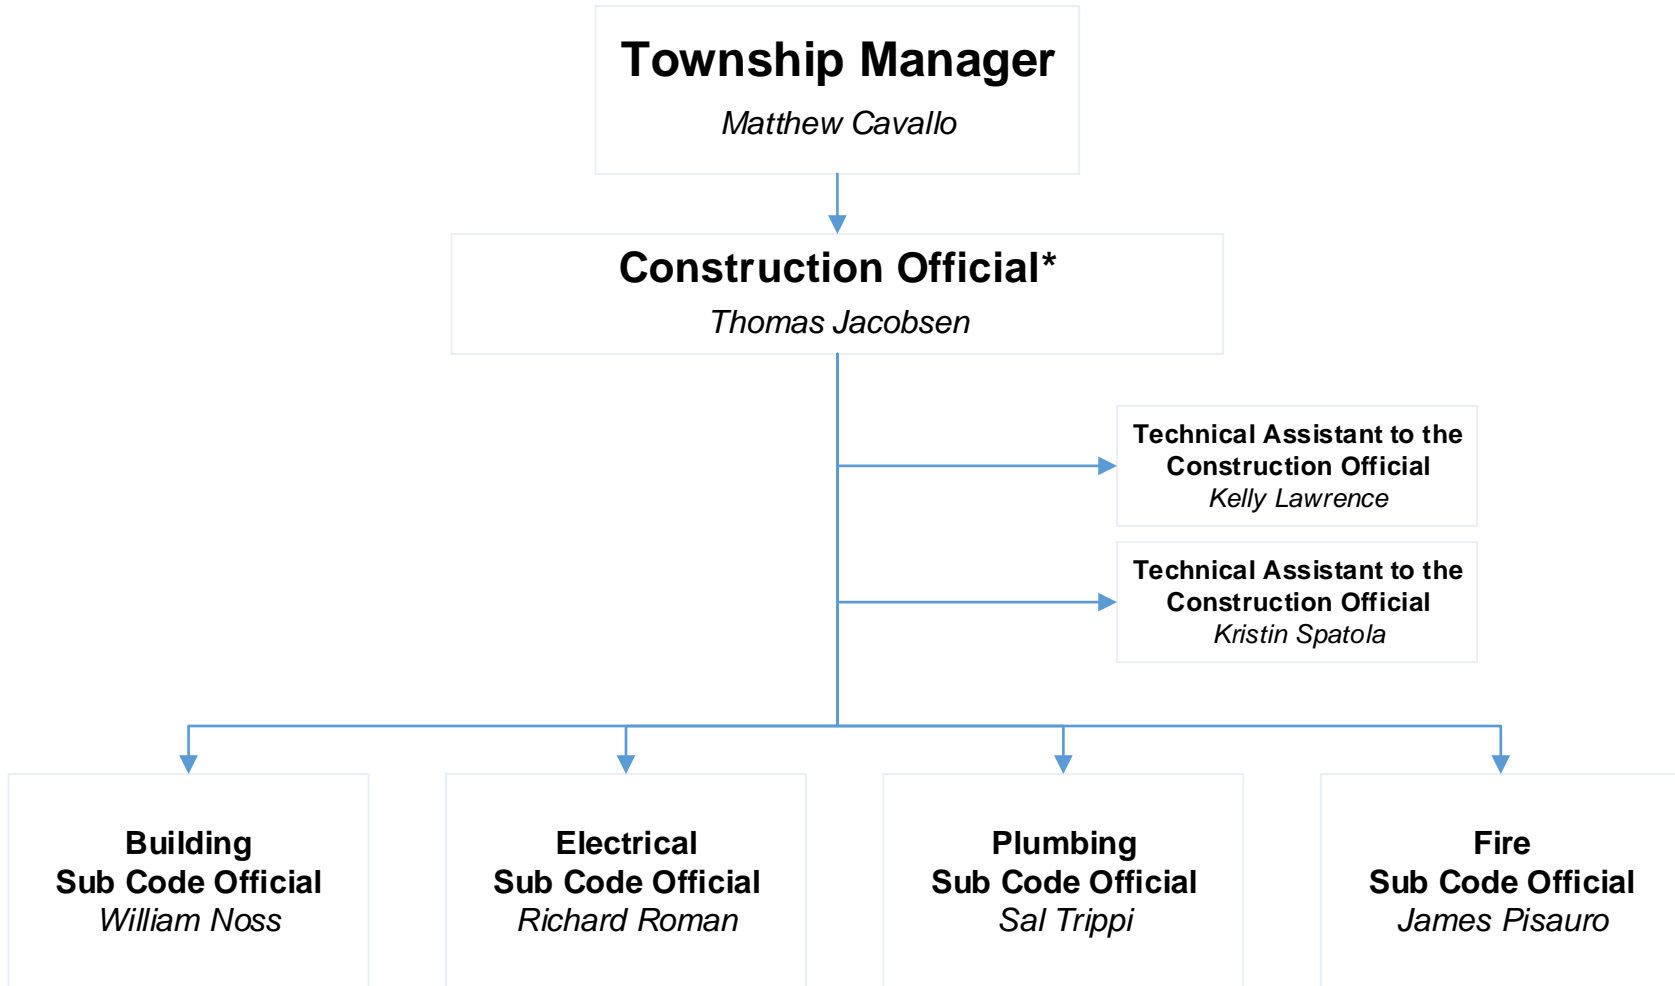 Township Manager
Matthew Cavallo
Construction Official*
Thomas Jacobsen
Technical Assistant to the
Construction Official
Kelly Lawrence
Technical Assistant to the
Construction Official
Kristin Spatola
Building
Sub Code Official
William Noss
Electrical
Sub Code Official
Richard Roman
Plumbing
Sub Code Official
Sal Trippi
Fire
Sub Code Official
James Pisauro